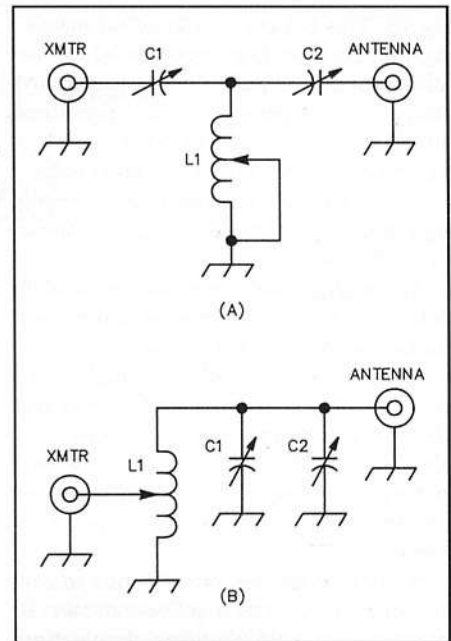 XMTR C1 C2 ANTENNA
L1
(A)
ANTENNA
XMTR L1 C1 C2
(B)